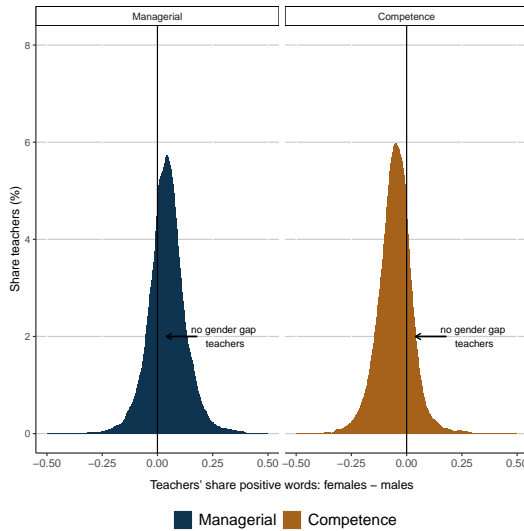 Managerial
Competence
Share teachers (%)
8
6
4
2
0
no gender gap
teachers
no gender gap
teachers
−0.50
−0.25
0.00
0.25
0.50
−0.50
−0.25
0.00
0.25
0.50
Teachers' share positive words: females − males
Managerial
Competence